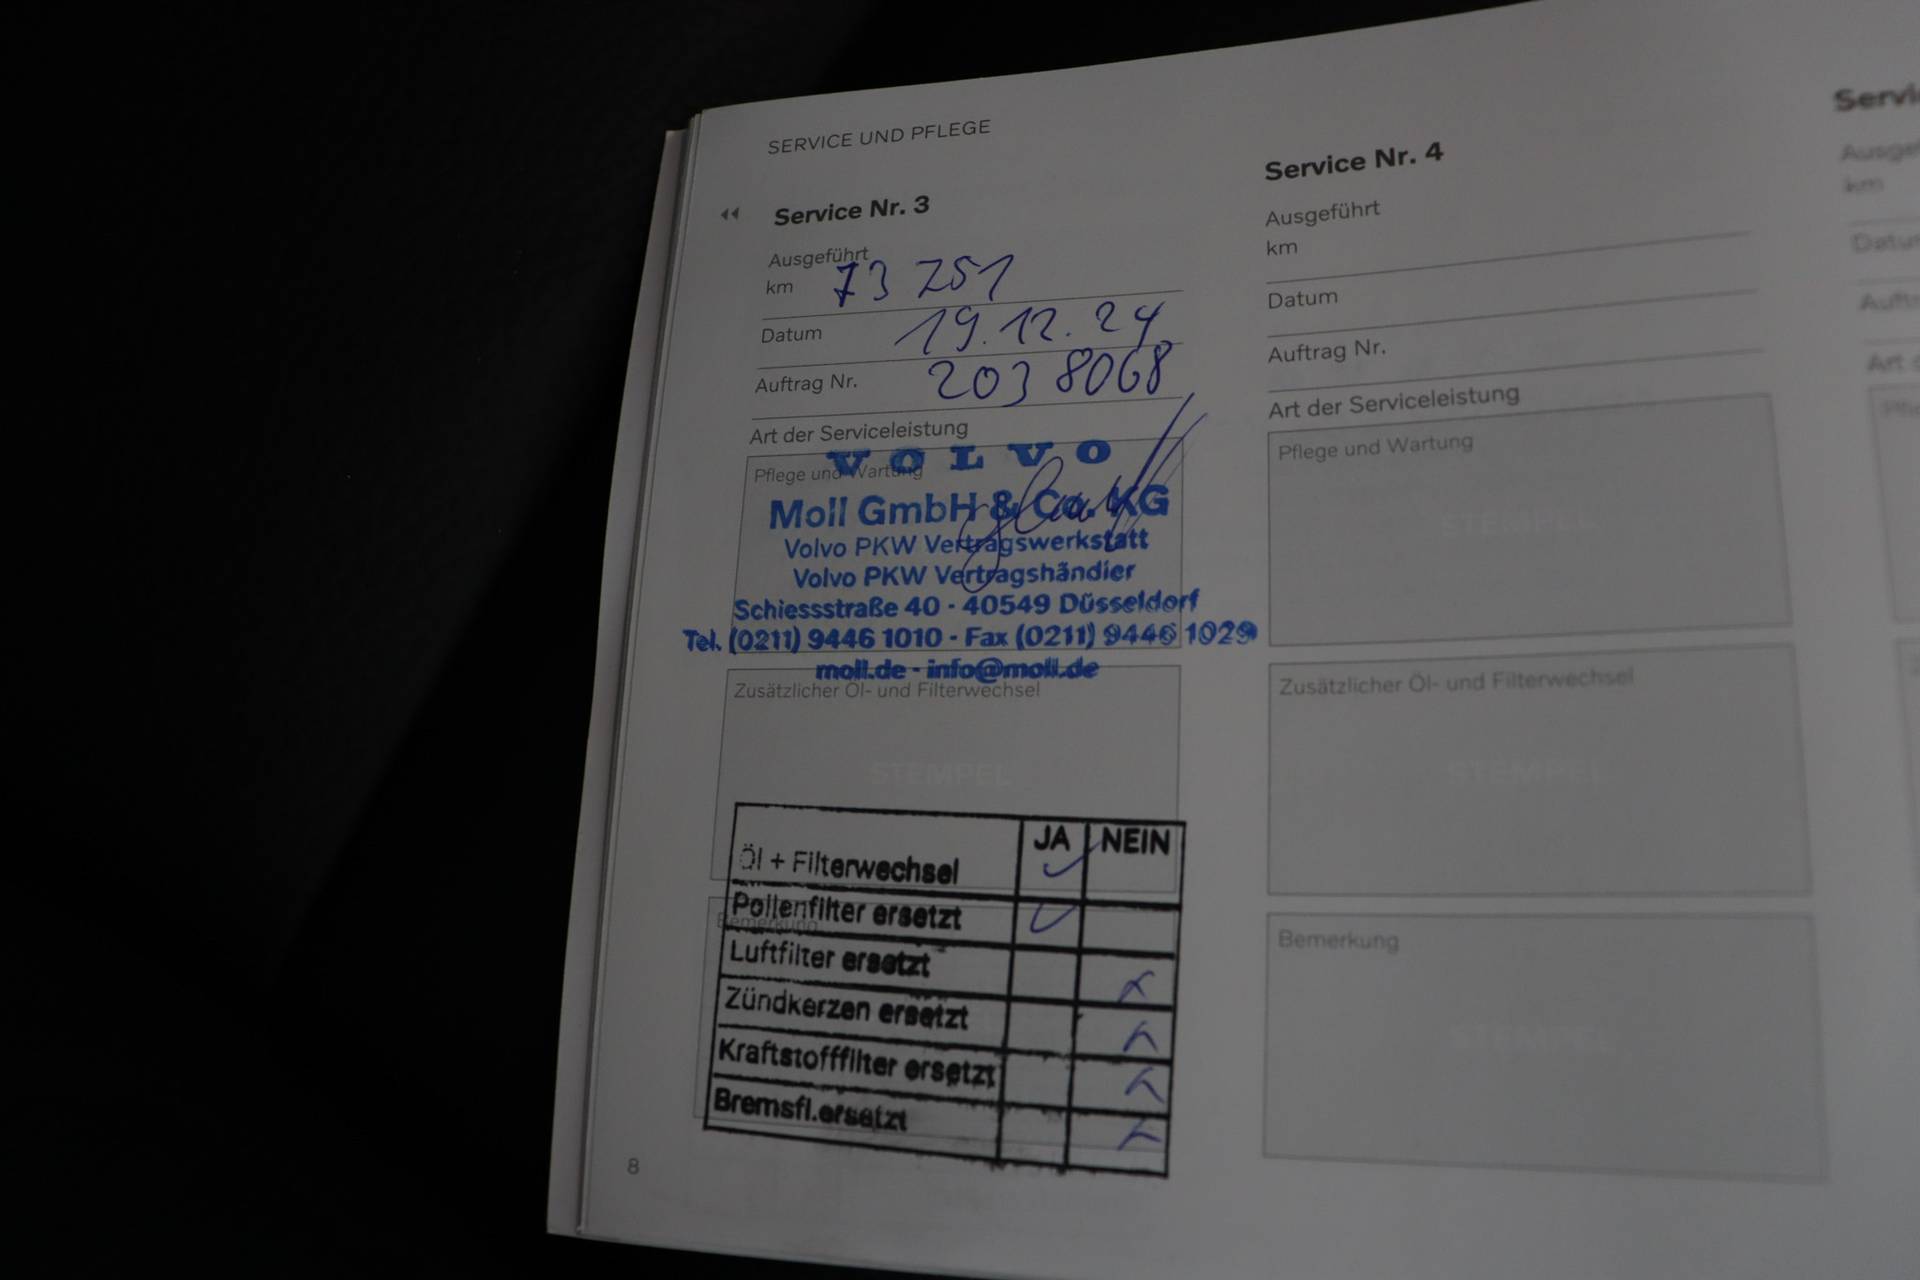 SERVICE UND PFLEGE
Service Nr. 3
Ausgeführt
km 73 251
Datum 19.12.24
Auftrag Nr. 2038068
Art der Serviceleistung
Pflege und Wartung
VOLVO
Moll GmbH & Co. KG
Volvo PKW Vertragswerkstatt
Volvo PKW Vertragshändler
Schiessstraße 40 - 40549 Düsseldorf
Tel. (0211) 9446 1010 - Fax (0211) 9446 1029
moll.de - info@moll.de
Zusätzlicher Öl- und Filterwechsel
STEMPEL
JA NEIN
Öl + Filterwechsel
Pollenfilter ersetzt
Bemerkung
Luftfilter ersetzt
Zündkerzen ersetzt
Kraftstofffilter ersetzt
Bremsfl.ersetzt
8
Service Nr. 4
Ausgeführt
km
Datum
Auftrag Nr.
Art der Serviceleistung
Pflege und Wartung
STEMPEL
Zusätzlicher Öl- und Filterwechsel
STEMPEL
Bemerkung
STEMPEL
km